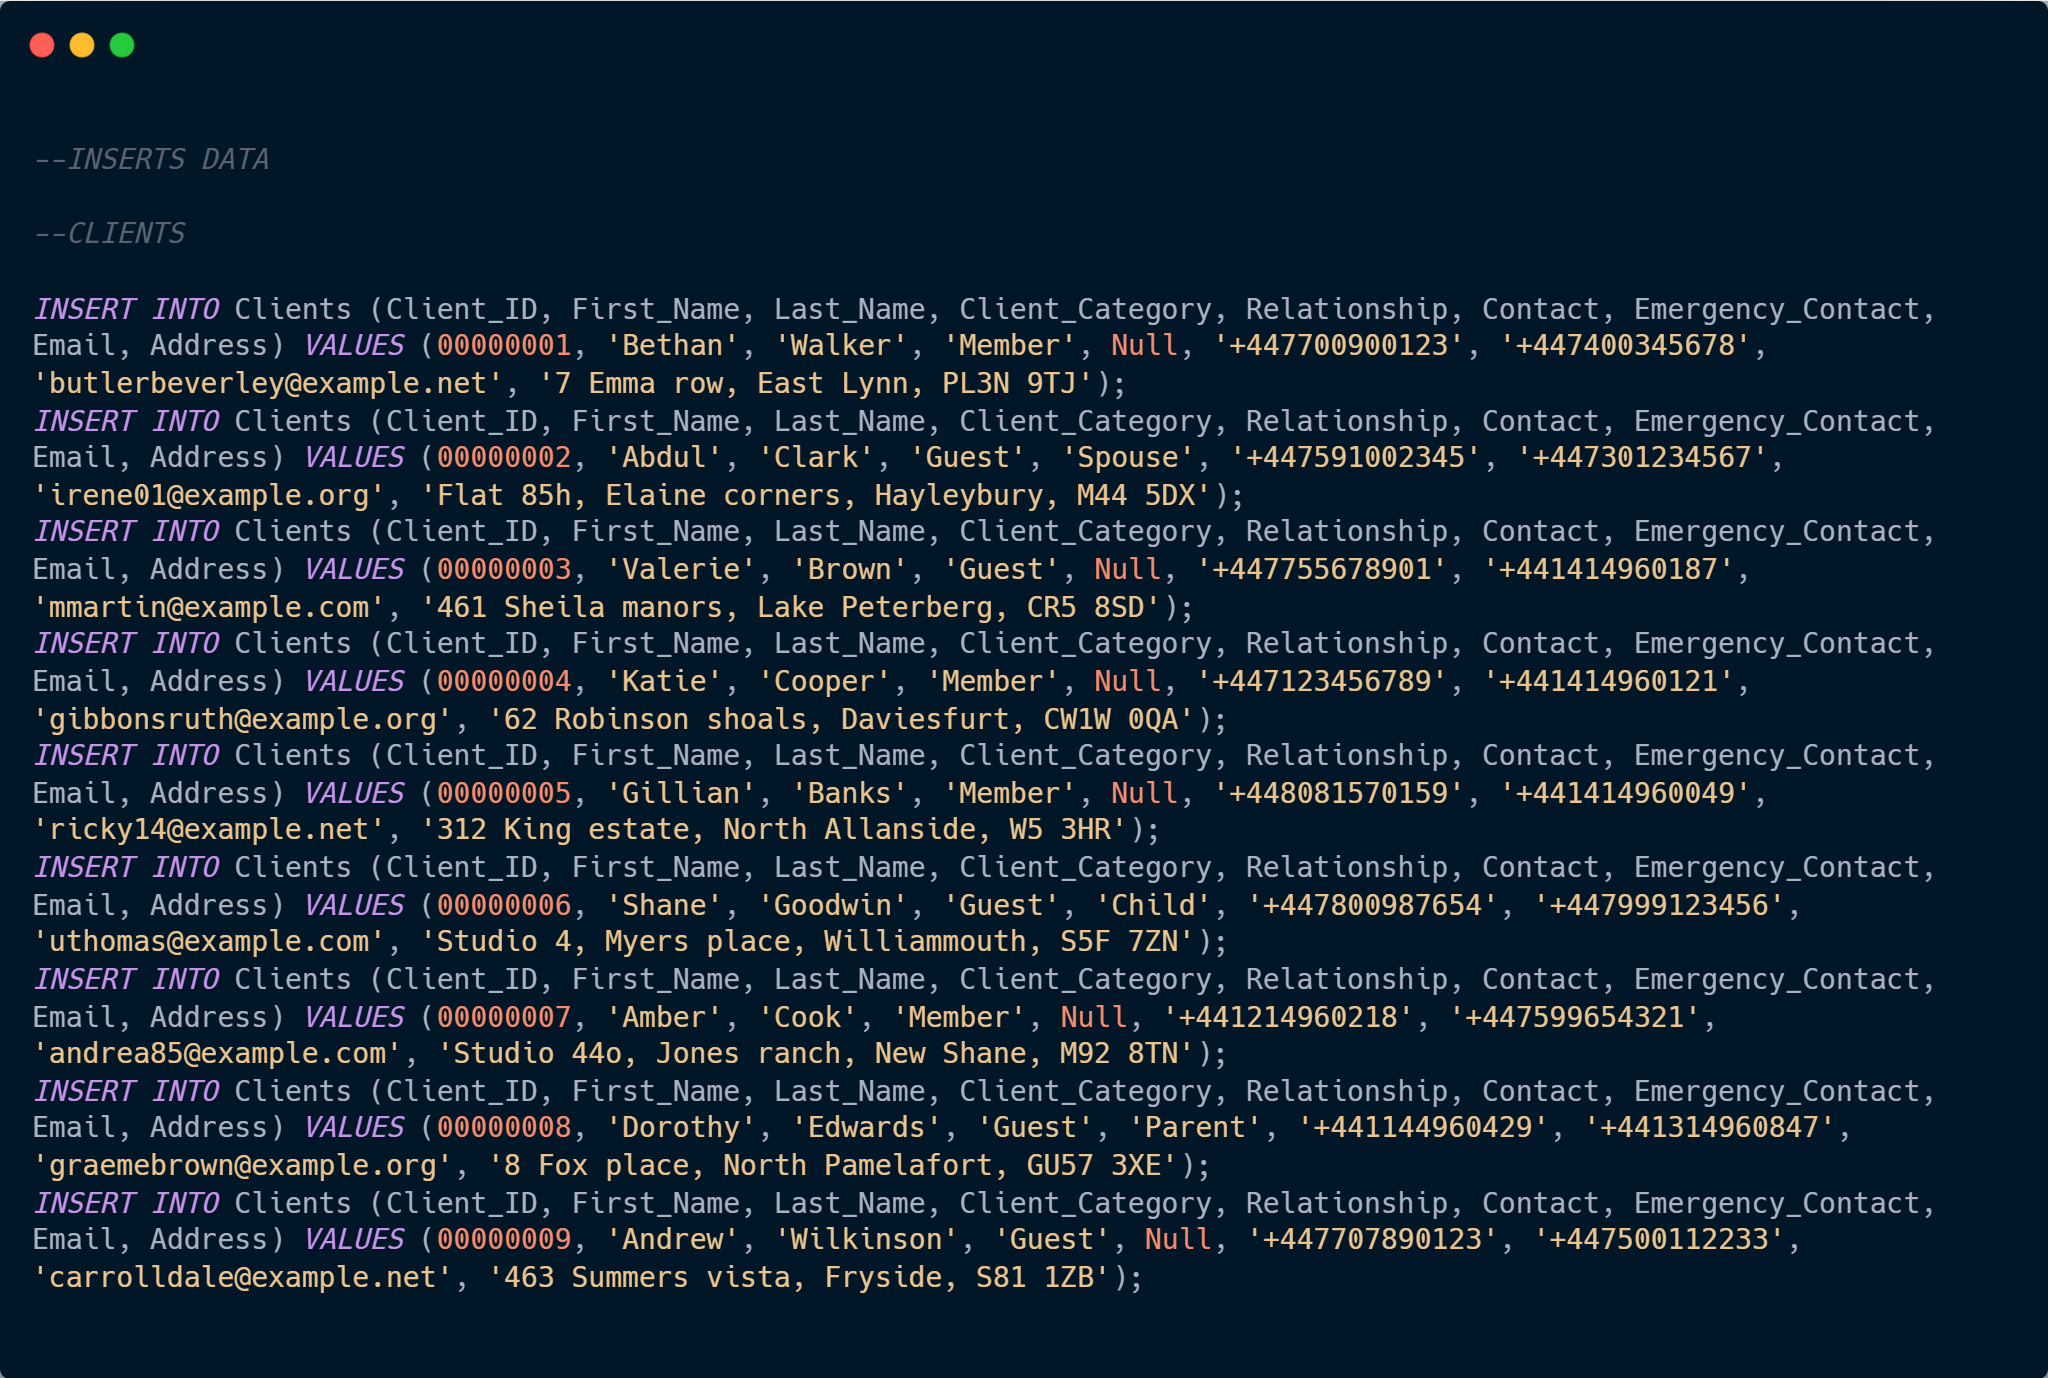 --INSERTS DATA
--CLIENTS
INSERT INTO Clients (Client_ID, First_Name, Last_Name, Client_Category, Relationship, Contact, Emergency_Contact,
Email, Address) VALUES (00000001, 'Bethan', 'Walker', 'Member', Null, '+447700900123', '+447400345678',
'butlerbeverley@example.net', '7 Emma row, East Lynn, PL3N 9TJ');
INSERT INTO Clients (Client_ID, First_Name, Last_Name, Client_Category, Relationship, Contact, Emergency_Contact,
Email, Address) VALUES (00000002, 'Abdul', 'Clark', 'Guest', 'Spouse', '+447591002345', '+447301234567',
'irene01@example.org', 'Flat 85h, Elaine corners, Hayleybury, M44 5DX');
INSERT INTO Clients (Client_ID, First_Name, Last_Name, Client_Category, Relationship, Contact, Emergency_Contact,
Email, Address) VALUES (00000003, 'Valerie', 'Brown', 'Guest', Null, '+447755678901', '+441414960187',
'mmartin@example.com', '461 Sheila manors, Lake Peterberg, CR5 8SD');
INSERT INTO Clients (Client_ID, First_Name, Last_Name, Client_Category, Relationship, Contact, Emergency_Contact,
Email, Address) VALUES (00000004, 'Katie', 'Cooper', 'Member', Null, '+447123456789', '+441414960121',
'gibbonsruth@example.org', '62 Robinson shoals, Daviesfurt, CW1W 0QA');
INSERT INTO Clients (Client_ID, First_Name, Last_Name, Client_Category, Relationship, Contact, Emergency_Contact,
Email, Address) VALUES (00000005, 'Gillian', 'Banks', 'Member', Null, '+448081570159', '+441414960049',
'ricky14@example.net', '312 King estate, North Allanside, W5 3HR');
INSERT INTO Clients (Client_ID, First_Name, Last_Name, Client_Category, Relationship, Contact, Emergency_Contact,
Email, Address) VALUES (00000006, 'Shane', 'Goodwin', 'Guest', 'Child', '+447800987654', '+447999123456',
'uthomas@example.com', 'Studio 4, Myers place, Williammouth, S5F 7ZN');
INSERT INTO Clients (Client_ID, First_Name, Last_Name, Client_Category, Relationship, Contact, Emergency_Contact,
Email, Address) VALUES (00000007, 'Amber', 'Cook', 'Member', Null, '+441214960218', '+447599654321',
'andrea85@example.com', 'Studio 44o, Jones ranch, New Shane, M92 8TN');
INSERT INTO Clients (Client_ID, First_Name, Last_Name, Client_Category, Relationship, Contact, Emergency_Contact,
Email, Address) VALUES (00000008, 'Dorothy', 'Edwards', 'Guest', 'Parent', '+441144960429', '+441314960847',
'graemebrown@example.org', '8 Fox place, North Pamelafort, GU57 3XE');
INSERT INTO Clients (Client_ID, First_Name, Last_Name, Client_Category, Relationship, Contact, Emergency_Contact,
Email, Address) VALUES (00000009, 'Andrew', 'Wilkinson', 'Guest', Null, '+447707890123', '+447500112233',
'carrolldale@example.net', '463 Summers vista, Fryside, S81 1ZB');